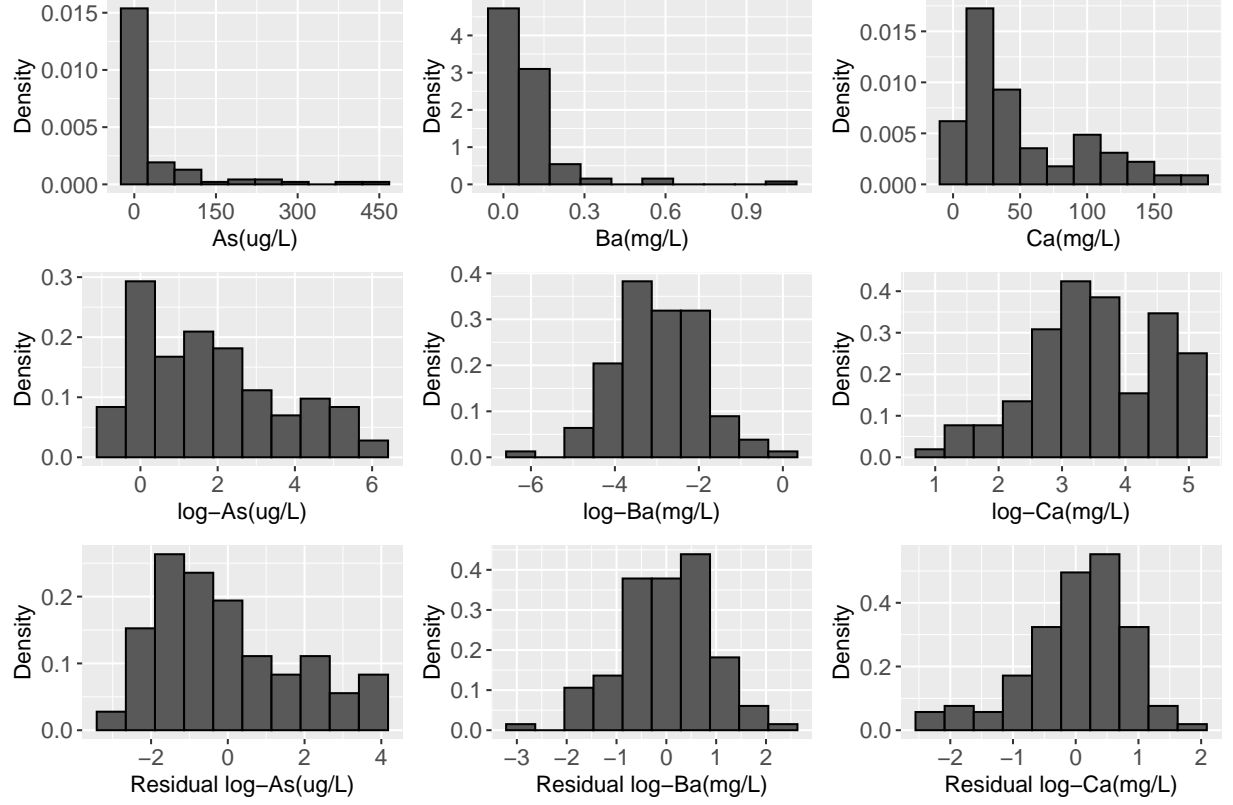 0.015
0.010
0.005
0.000
Density
0 150 300 450
As(ug/L)
4
3
2
1
0
Density
0.0 0.3 0.6 0.9
Ba(mg/L)
0.015
0.010
0.005
0.000
Density
0 50 100 150
Ca(mg/L)
0.3
0.2
0.1
0.0
Density
0 2 4 6
log−As(ug/L)
0.4
0.3
0.2
0.1
0.0
Density
−6 −4 −2 0
log−Ba(mg/L)
0.4
0.3
0.2
0.1
0.0
Density
1 2 3 4 5
log−Ca(mg/L)
0.2
0.1
0.0
Density
−2 0 2 4
Residual log−As(ug/L)
0.4
0.3
0.2
0.1
0.0
Density
−3 −2 −1 0 1 2
Residual log−Ba(mg/L)
0.4
0.2
0.0
Density
−2 −1 0 1 2
Residual log−Ca(mg/L)